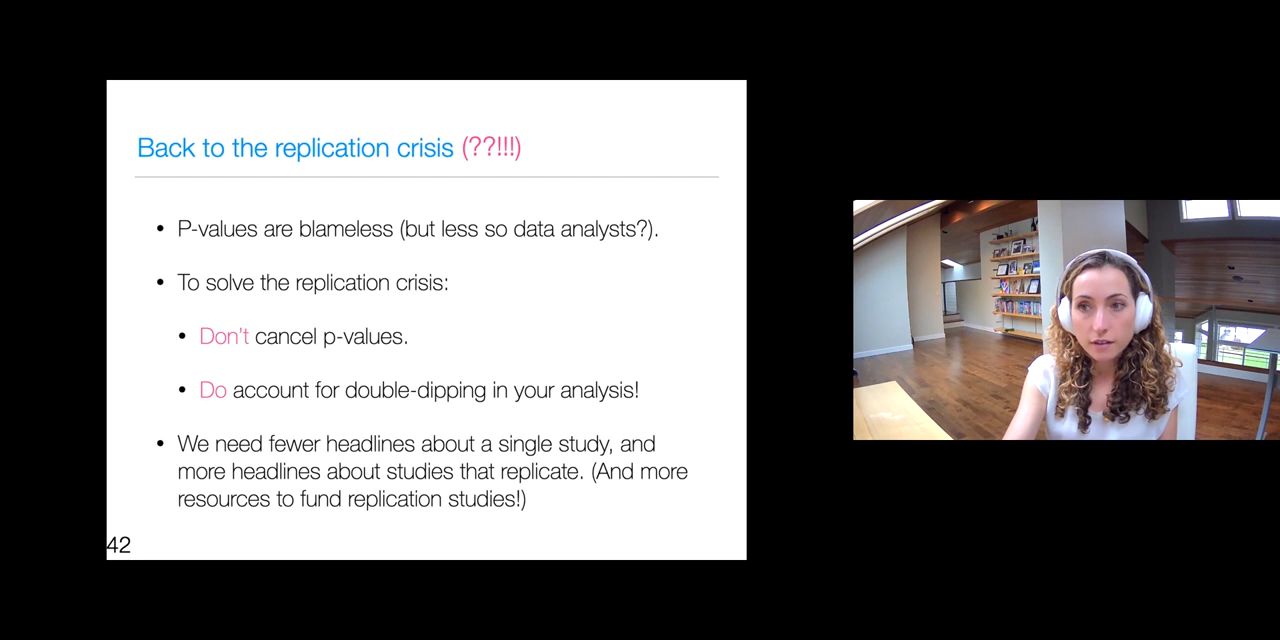 Back to the replication crisis (??!!!)
• P-values are blameless (but less so data analysts?).
• To solve the replication crisis:
• Don't cancel p-values.
• Do account for double-dipping in your analysis!
• We need fewer headlines about a single study, and
more headlines about studies that replicate. (And more
resources to fund replication studies!)
42